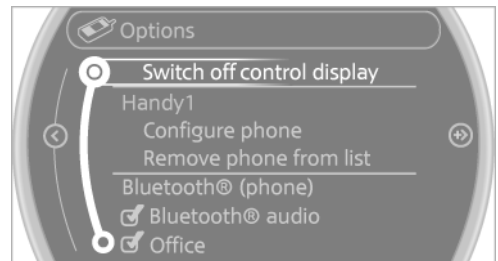 Options
Switch off control display
Handy1
Configure phone
Remove phone from list
Bluetooth® (phone)
Bluetooth® audio
Office